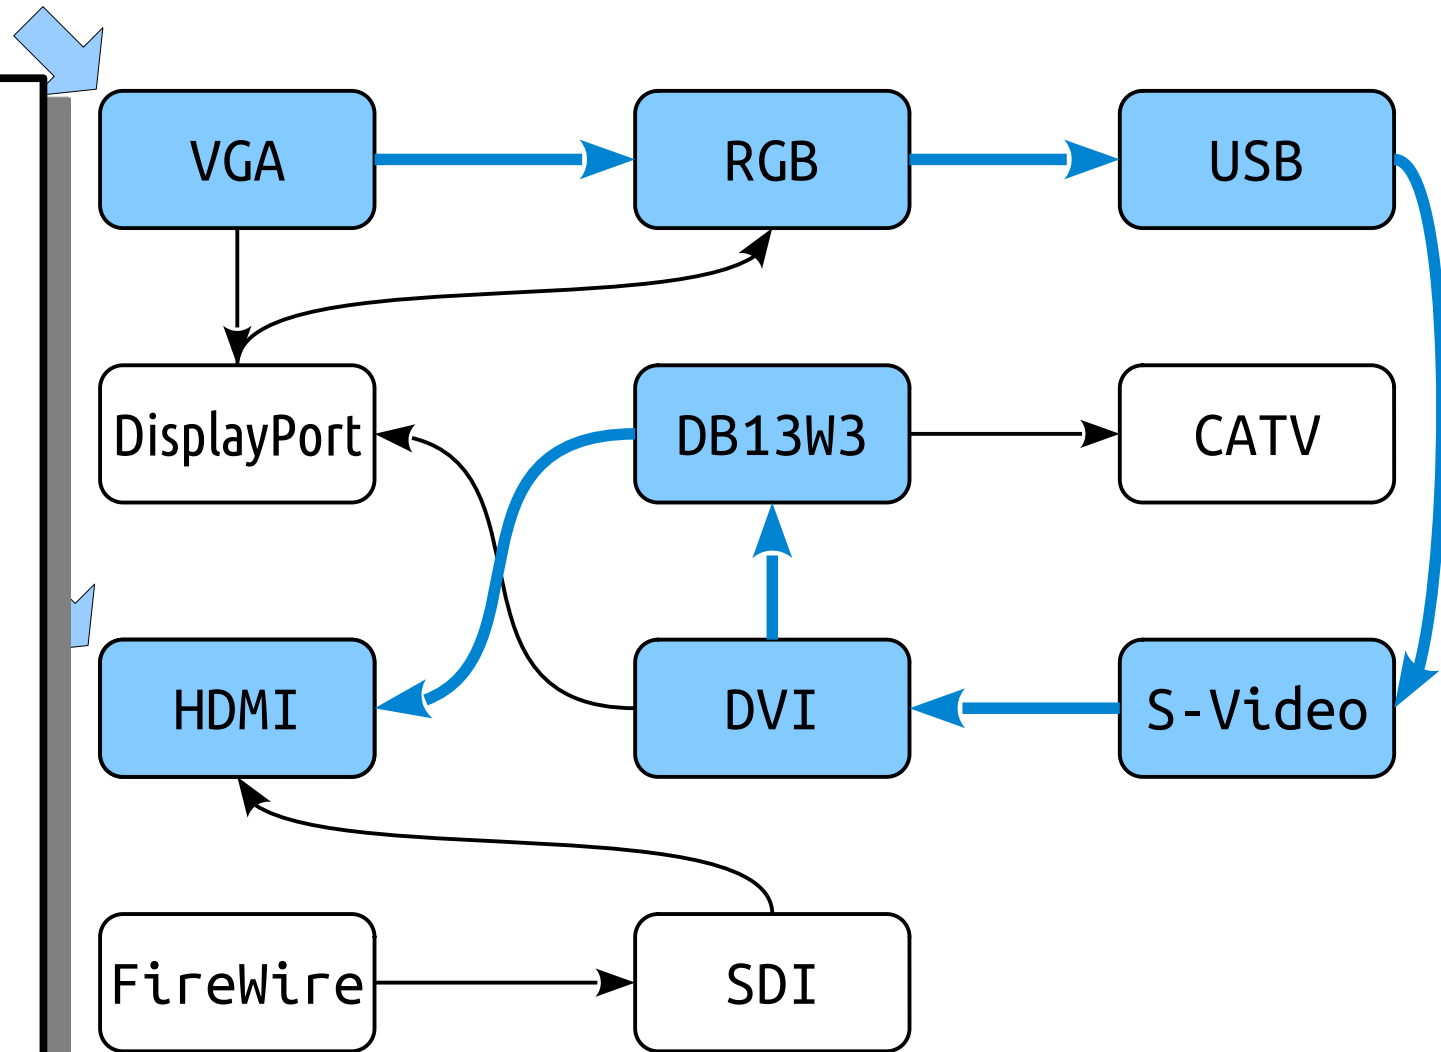 VGA
RGB
USB
DisplayPort
DB13W3
CATV
HDMI
DVI
S-Video
FireWire
SDI